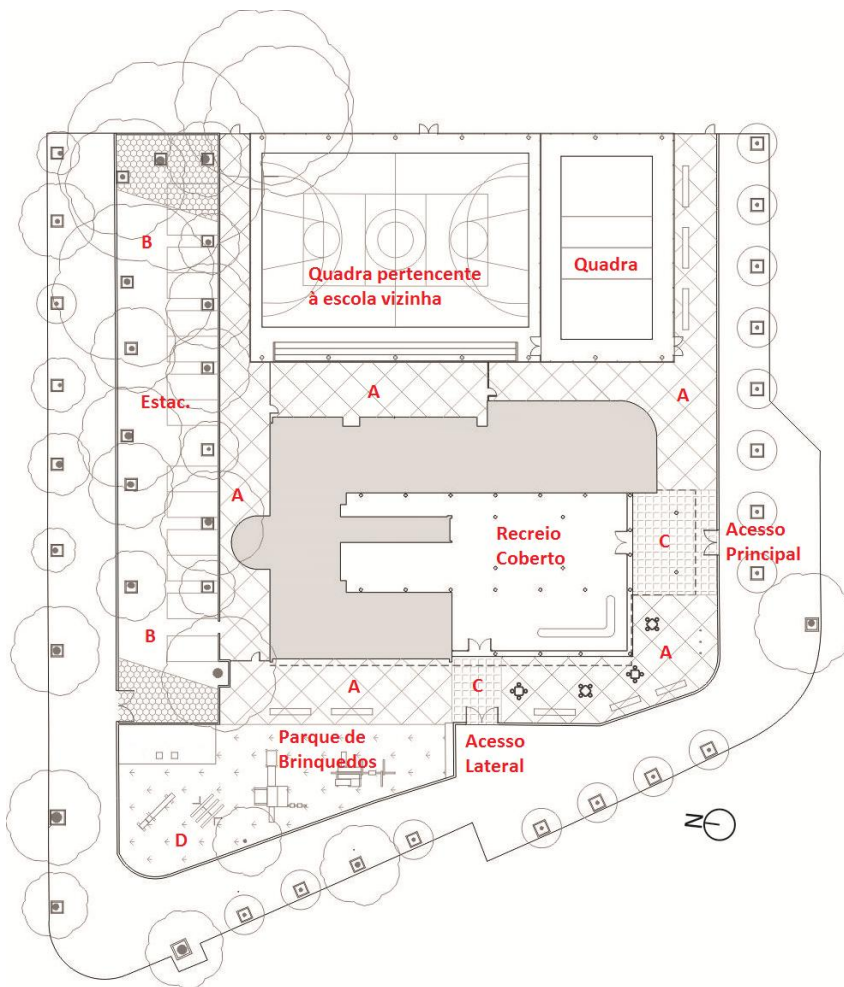 B
Quadra pertencente
à escola vizinha
Quadra
Estac.
A
A
A
Recreio
Coberto
C
Acesso
Principal
B
A
A
C
Parque de
Brinquedos
Acesso
Lateral
D
N